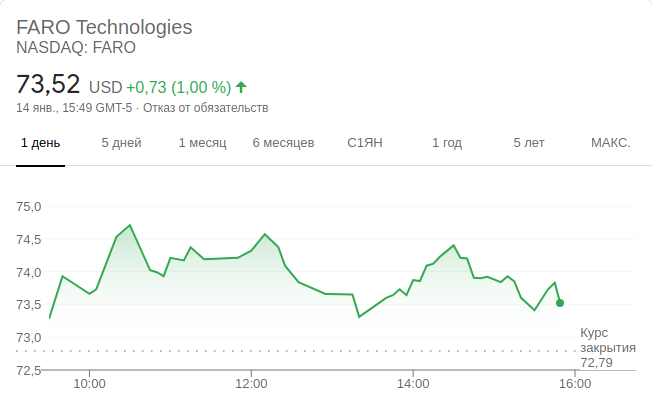 FARO Technologies
NASDAQ: FARO
73,52 USD +0,73 (1,00 %)
14 янв., 15:49 GMT-5 · Отказ от обязательств
1 день 5 дней 1 месяц 6 месяцев С1ЯН 1 год 5 лет МАКС.
75,0
74,5
74,0
73,5
73,0
72,5
Курс
закрытия
72,79
10:00 12:00 14:00 16:00